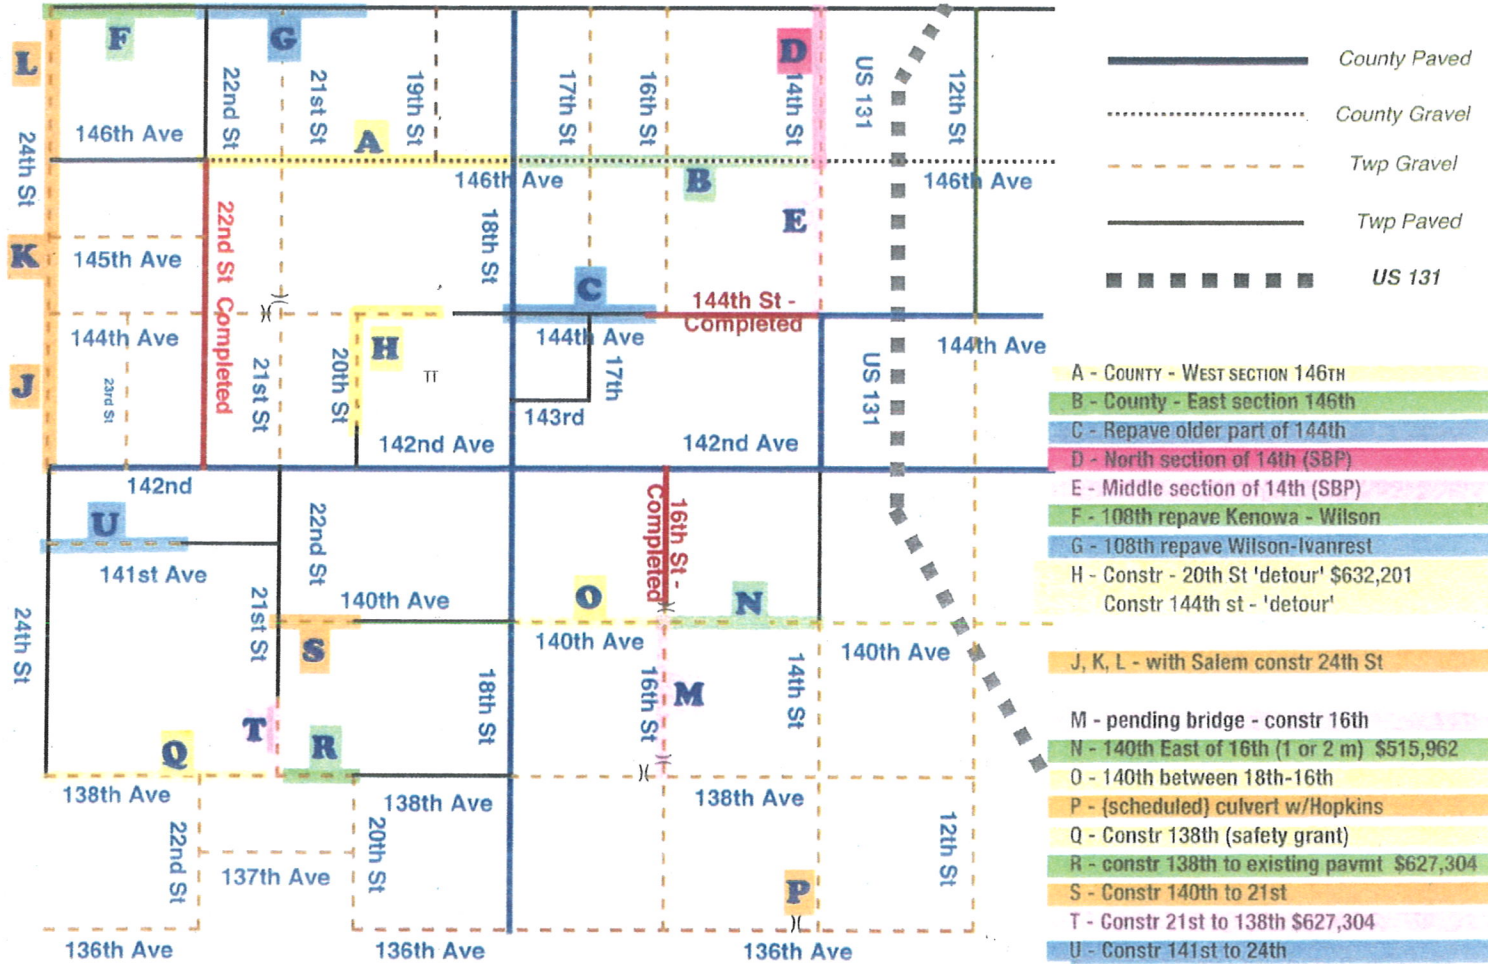 L
F
G
D
22nd St
21st St
19th St
17th St
16th St
14th St
US 131
12th St
24th St
146th Ave
A
146th Ave
B
146th Ave
E
K
145th Ave
22nd St Completed
18th St
C
144th St -
Completed
144th Ave
144th Ave
144th Ave
J
23rd St
21st St
20th St
H
17th
US 131
143rd
142nd Ave
142nd Ave
142nd
U
22nd St
16th St -
Completed
141st Ave
24th St
21st St
140th Ave
O
N
S
140th Ave
140th Ave
18th St
16th St
M
14th St
T
Q
R
138th Ave
138th Ave
138th Ave
22nd St
20th St
12th St
137th Ave
P
136th Ave
136th Ave
136th Ave
County Paved
County Gravel
Twp Gravel
Twp Paved
US 131
A - County - West section 146th
B - County - East section 146th
C - Repave older part of 144th
D - North section of 14th (SBP)
E - Middle section of 14th (SBP)
F - 108th repave Kenowa - Wilson
G - 108th repave Wilson-Ivanrest
H - Constr - 20th St 'detour' $632,201
Constr 144th st - 'detour'
J, K, L - with Salem constr 24th St
M - pending bridge - constr 16th
N - 140th East of 16th (1 or 2 m) $515,962
O - 140th between 18th-16th
P - {scheduled} culvert w/Hopkins
Q - Constr 138th (safety grant)
R - constr 138th to existing pavmt $627,304
S - Constr 140th to 21st
T - Constr 21st to 138th $627,304
U - Constr 141st to 24th